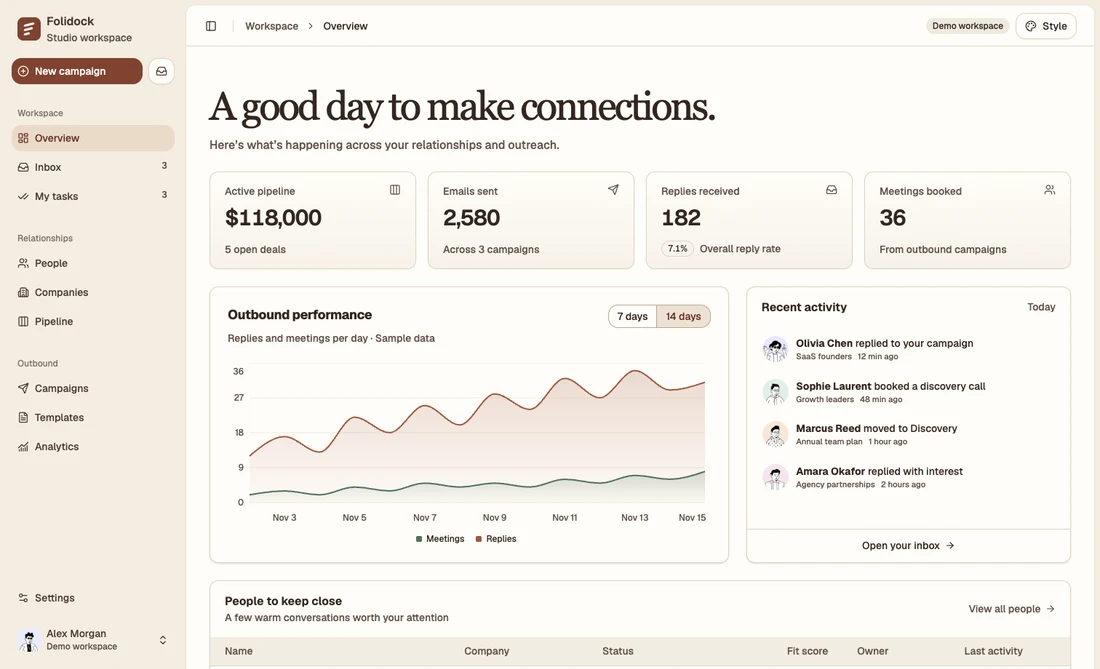 Folidock
Studio workspace
New campaign
Workspace
Overview
Inbox 3
My tasks 3
Relationships
People
Companies
Pipeline
Outbound
Campaigns
Templates
Analytics
Settings
Alex Morgan
Demo workspace
Workspace > Overview
Demo workspace
Style
A good day to make connections.
Here's what's happening across your relationships and outreach.
Active pipeline
$118,000
5 open deals
Emails sent
2,580
Across 3 campaigns
Replies received
182
7.1% Overall reply rate
Meetings booked
36
From outbound campaigns
Outbound performance
Replies and meetings per day · Sample data
7 days 14 days
36
27
18
9
0
Nov 3 Nov 5 Nov 7 Nov 9 Nov 11 Nov 13 Nov 15
Meetings Replies
Recent activity Today
Olivia Chen replied to your campaign
SaaS founders 12 min ago
Sophie Laurent booked a discovery call
Growth leaders 48 min ago
Marcus Reed moved to Discovery
Annual team plan 1 hour ago
Amara Okafor replied with interest
Agency partnerships 2 hours ago
Open your inbox →
People to keep close
A few warm conversations worth your attention
View all people →
Name Company Status Fit score Owner Last activity